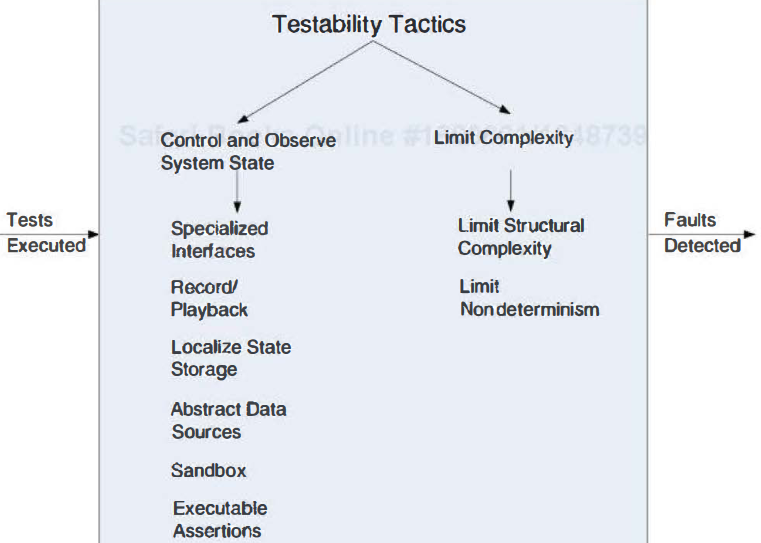 Testability Tactics
Control and Observe
System State
Limit Complexity
Tests
Executed
Specialized
Interfaces
Record/
Playback
Localize State
Storage
Abstract Data
Sources
Sandbox
Executable
Assertions
Limit Structural
Complexity
Limit
Nondeterminism
Faults
Detected